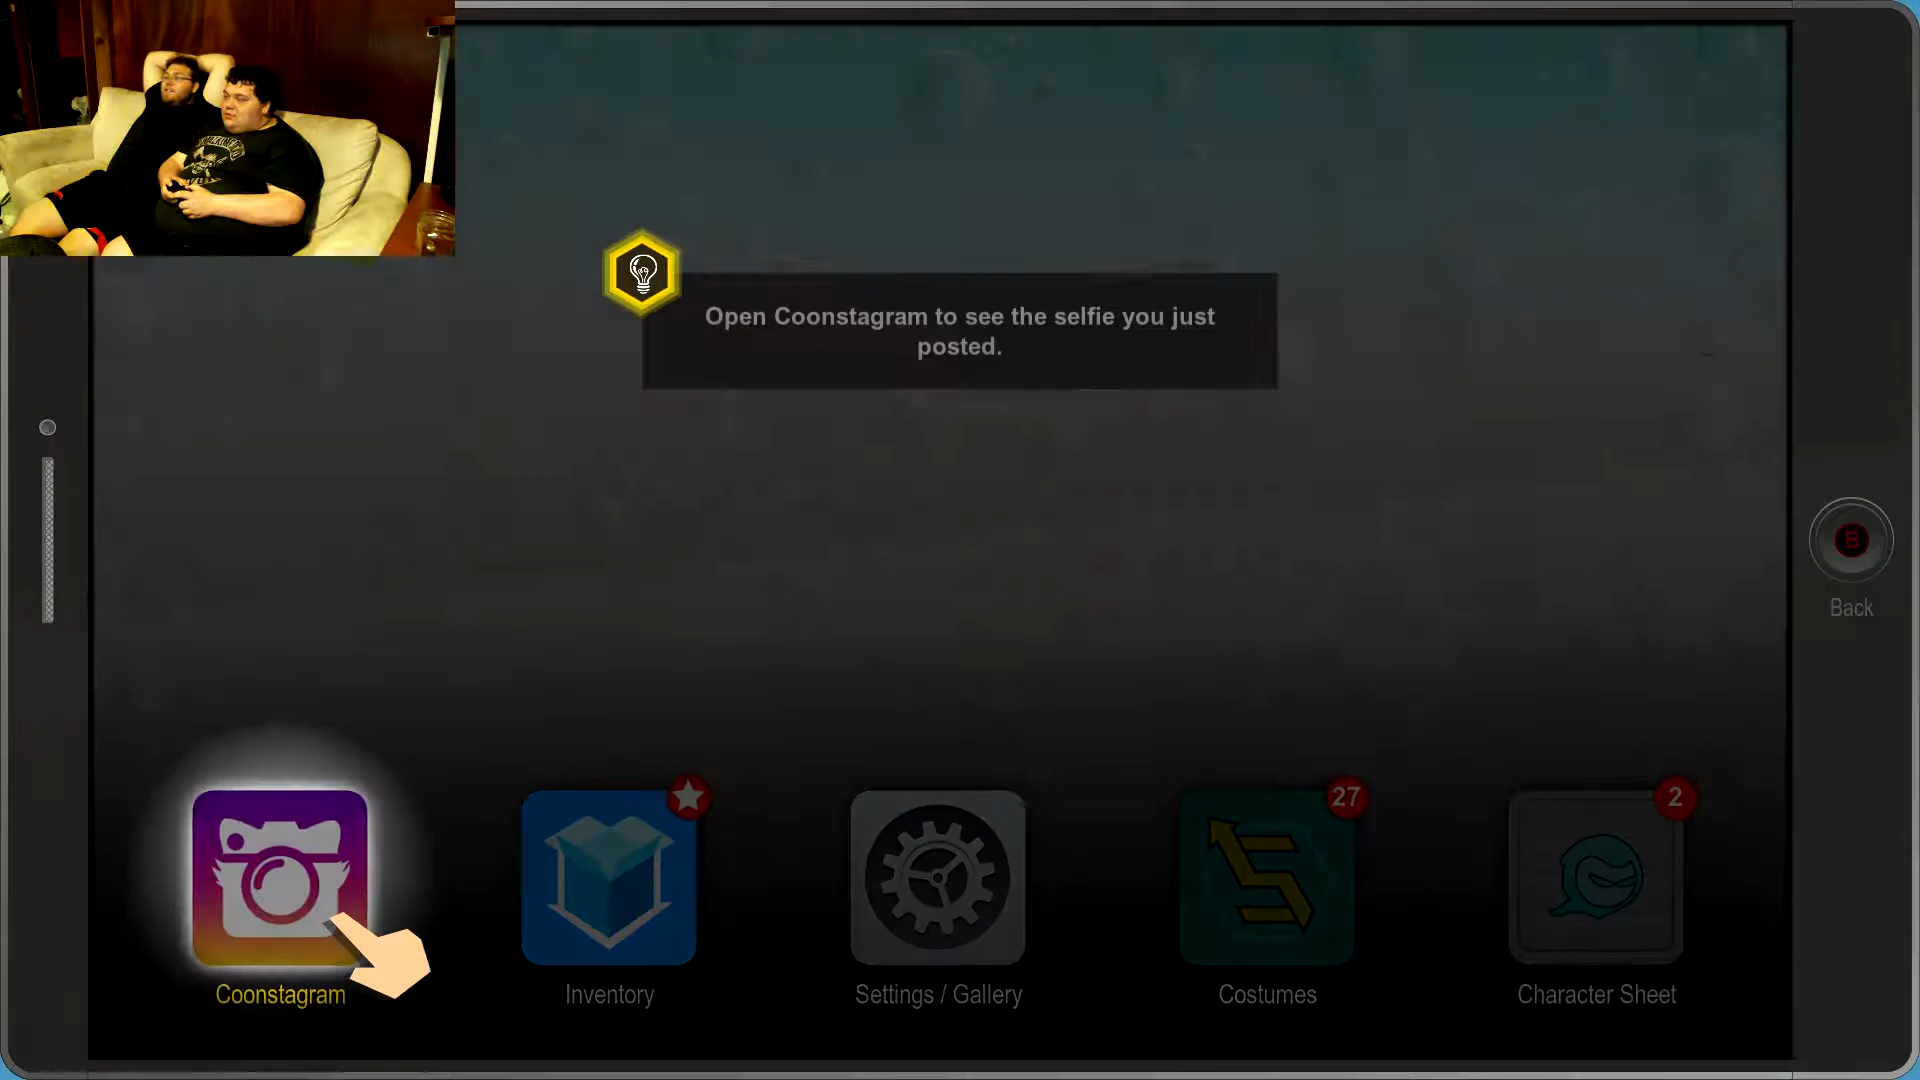 Open Coonstagram to see the selfie you just
posted.
B
Back
27
2
Coonstagram
Inventory
Settings / Gallery
Costumes
Character Sheet